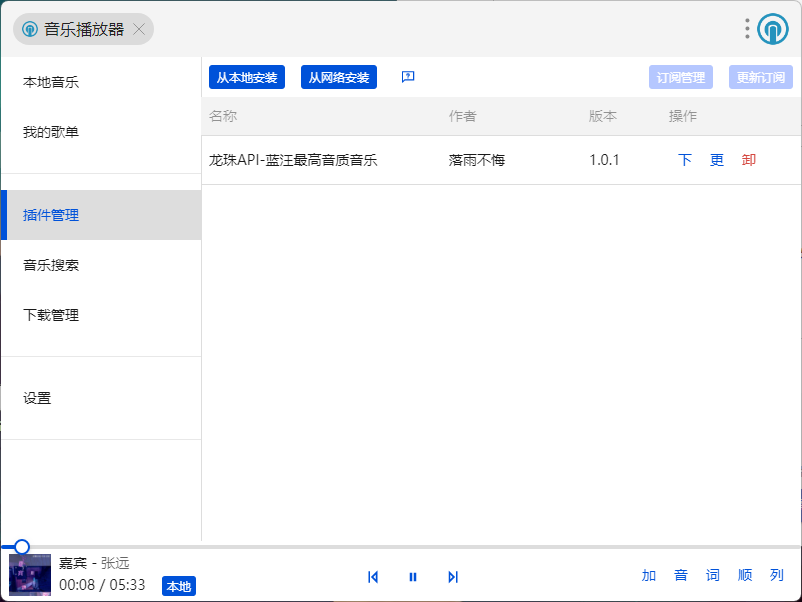 音乐播放器
本地音乐
我的歌单
插件管理
音乐搜索
下载管理
设置
从本地安装 从网络安装 订阅管理 更新订阅
名称 作者 版本 操作
龙珠API-蓝汪最高音质音乐 落雨不悔 1.0.1 下 更 卸
嘉宾 - 张远
00:08 / 05:33 本地
加 音 词 顺 列